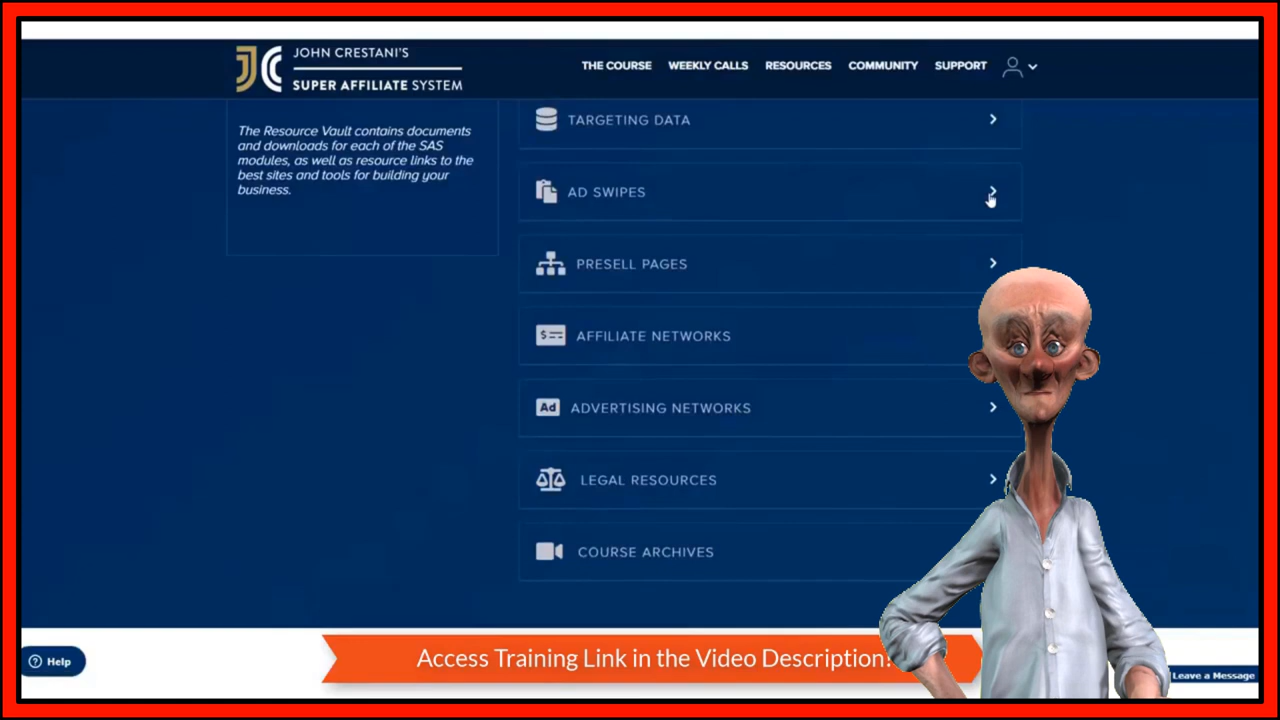 JOHN CRESTANI'S
SUPER AFFILIATE SYSTEM
THE COURSE WEEKLY CALLS RESOURCES COMMUNITY SUPPORT
The Resource Vault contains documents
and downloads for each of the SAS
modules, as well as resource links to the
best sites and tools for building your
business.
TARGETING DATA
AD SWIPES
PRESELL PAGES
AFFILIATE NETWORKS
Ad ADVERTISING NETWORKS
LEGAL RESOURCES
COURSE ARCHIVES
Help
Access Training Link in the Video Description!
Leave a Message